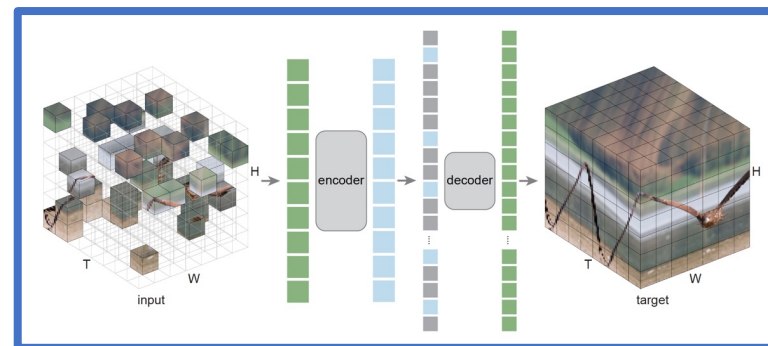 H
encoder
decoder
H
T
W
input
T
W
target